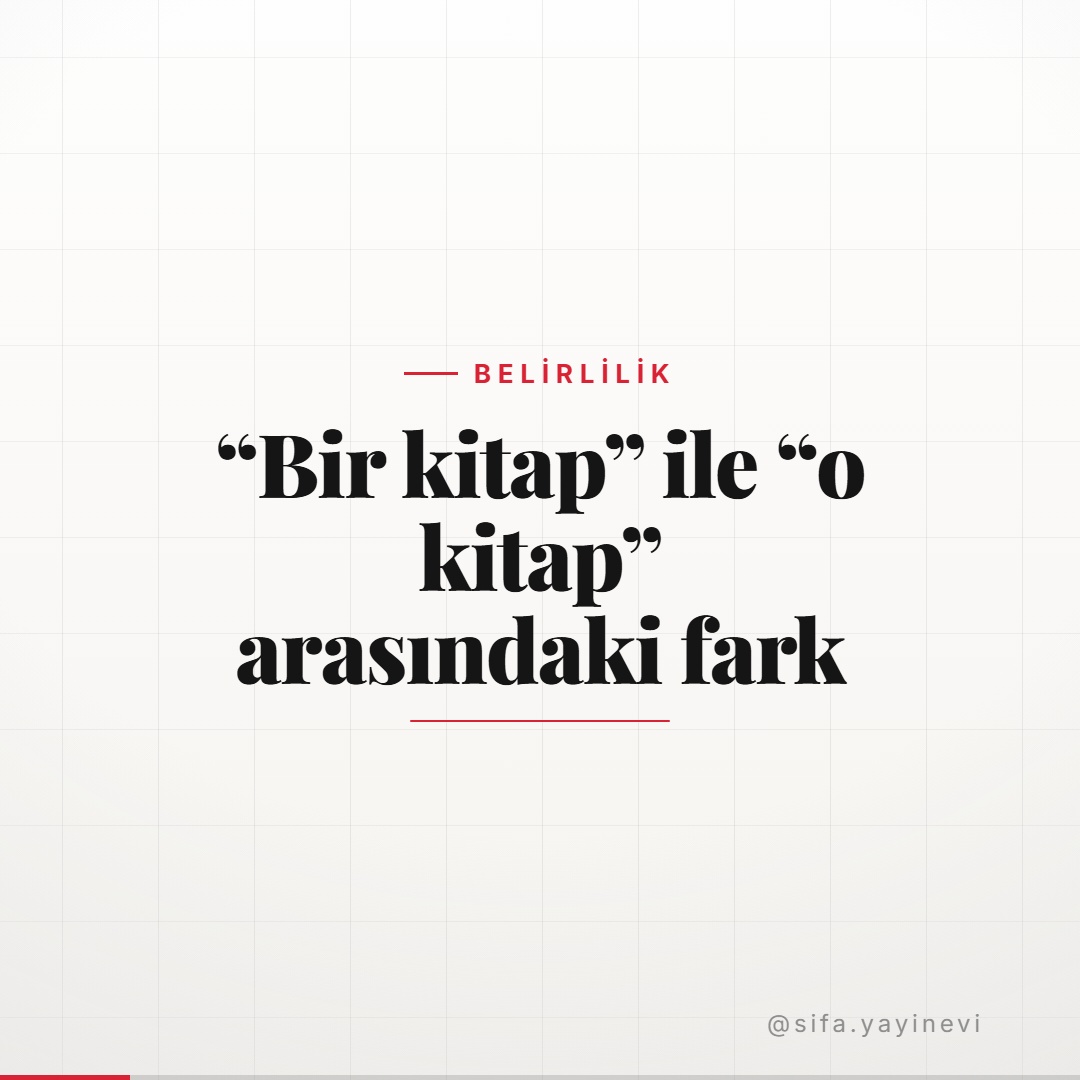 BELİRLİLİK
“Bir kitap” ile “o
kitap”
arasındaki fark
@sifa.yayinevi